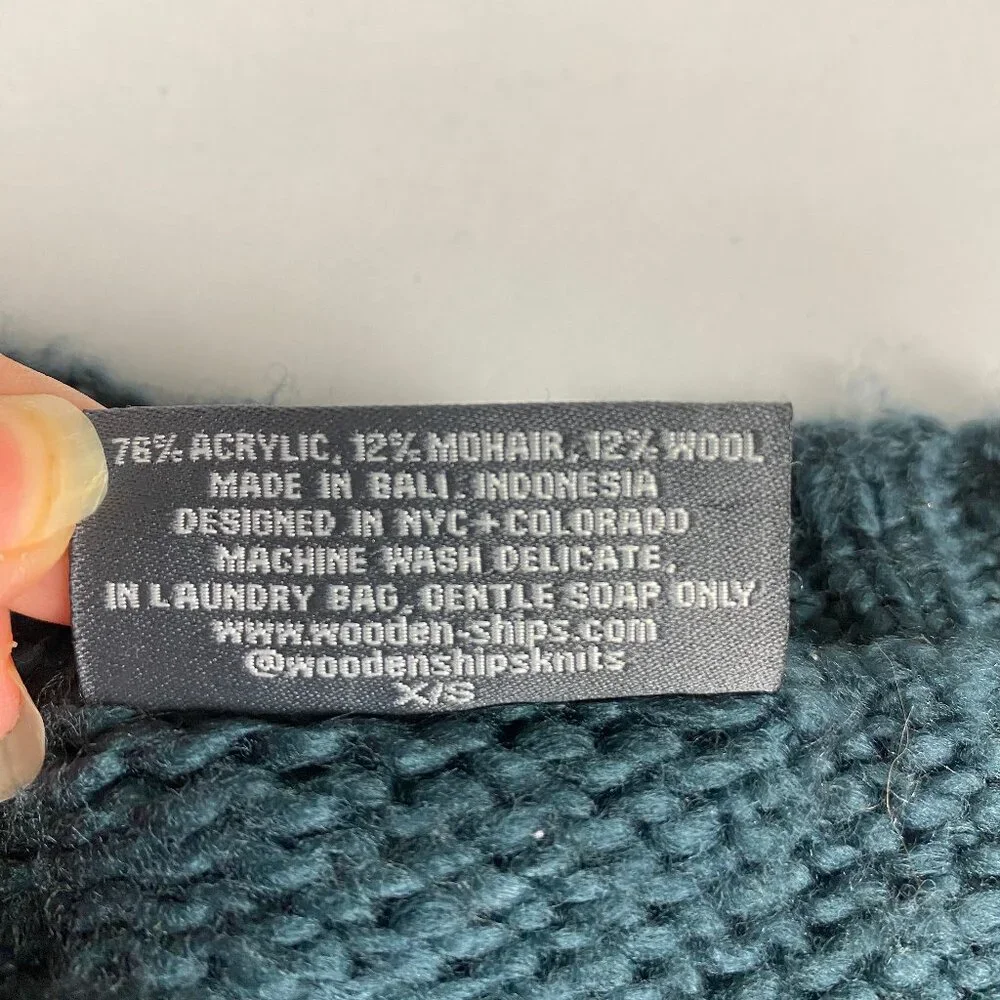 76% ACRYLIC, 12% MOHAIR, 12% WOOL
MADE IN BALI, INDONESIA
DESIGNED IN NYC+COLORADO
MACHINE WASH DELICATE,
IN LAUNDRY BAG, GENTLE SOAP ONLY
www.wooden-ships.com
@woodenshipsknits
X/S